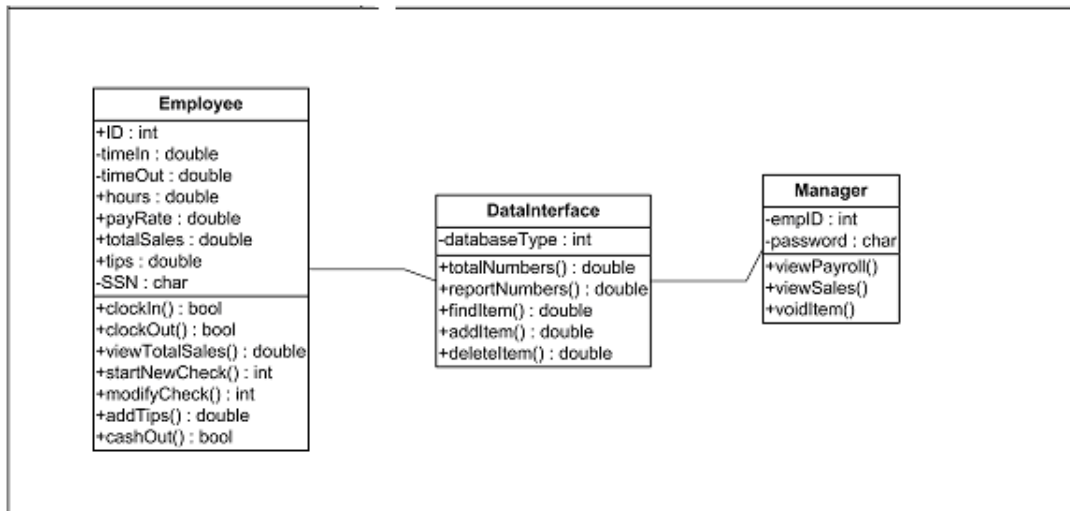 Employee
+ID : int
-timeIn : double
-timeOut : double
+hours : double
+payRate : double
+totalSales : double
+tips : double
-SSN : char
+clockIn() : bool
+clockOut() : bool
+viewTotalSales() : double
+startNewCheck() : int
+modifyCheck() : int
+addTips() : double
+cashOut() : bool
DataInterface
-databaseType : int
+totalNumbers() : double
+reportNumbers() : double
+findItem() : double
+addItem() : double
+deleteItem() : double
Manager
-empID : int
-password : char
+viewPayroll()
+viewSales()
+voidItem()